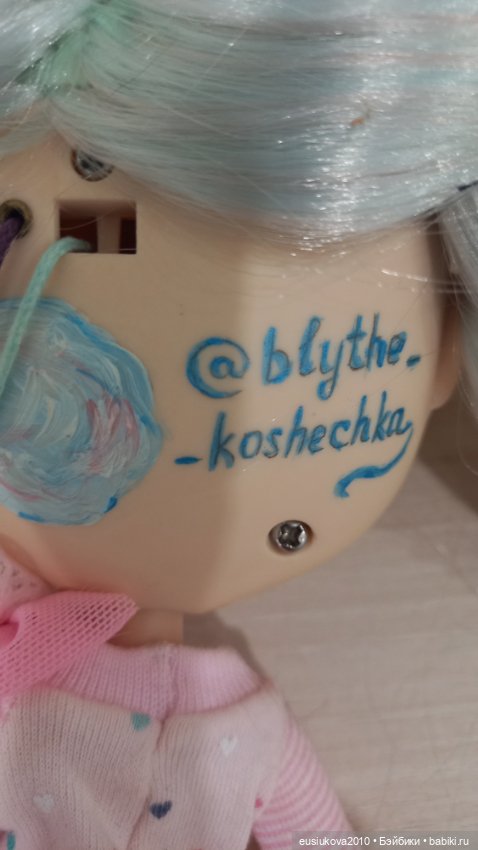 @blythe_
_koshechka
eusiukova2010 • Бэйбики • babiki.ru